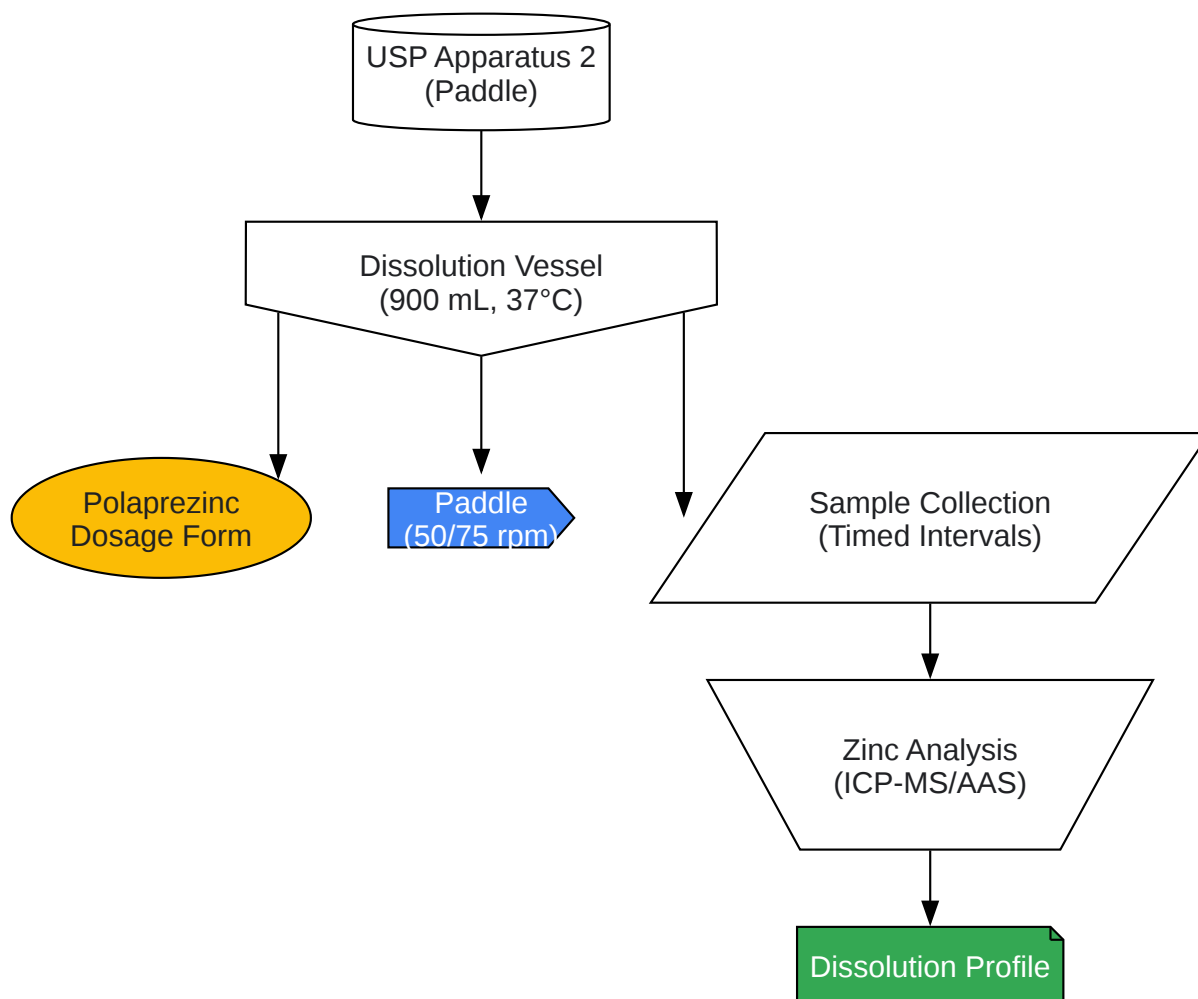 USP Apparatus 2
(Paddle)
Dissolution Vessel
(900 mL, 37°C)
Polaprezinc
Dosage Form
Paddle
(50/75 rpm)
Sample Collection
(Timed Intervals)
Zinc Analysis
(ICP-MS/AAS)
Dissolution Profile